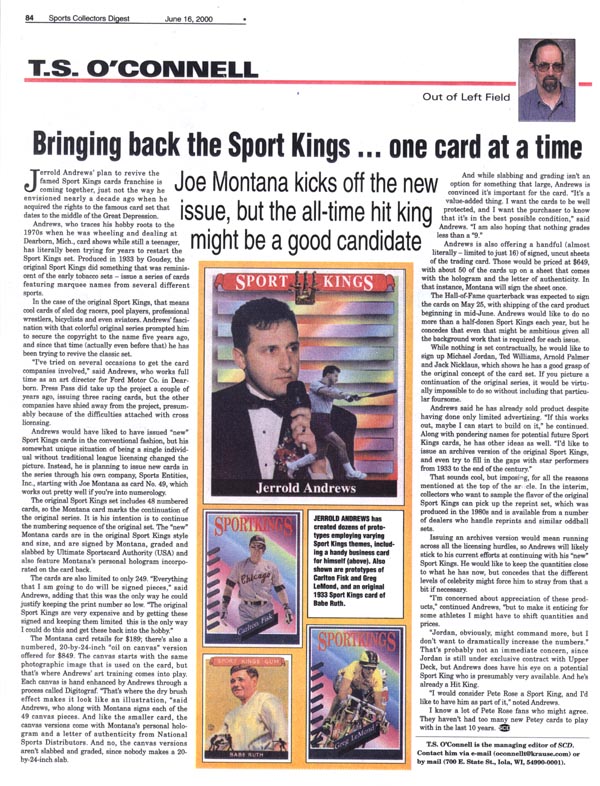 84 Sports Collectors Digest June 16, 2000
T.S. O'CONNELL
Out of Left Field
Bringing back the Sport Kings ... one card at a time
Joe Montana kicks off the new
issue, but the all-time hit king
might be a good candidate
Jerrold Andrews' plan to revive the
famed Sport Kings cards franchise is
coming together, just not the way he
envisioned nearly a decade ago when he
acquired the rights to the famous card set that
dates to the middle of the Great Depression.
Andrews, who traces his hobby roots to the
1970s when he was wheeling and dealing at
Dearborn, Mich., card shows while still a teenager,
has literally been trying for years to restart the
Sport Kings set. Produced in 1933 by Goudey, the
original Sport Kings did something that was reminis-
cent of the early tobacco sets – issue a series of cards
featuring marquee names from several different
sports.
In the case of the original Sport Kings, that means
cool cards of sled dog racers, pool players, professional
wrestlers, bicyclists and even aviators. Andrews' fasci-
nation with that colorful original series prompted him
to secure the copyright to the name five years ago,
and since that time (actually even before that) he has
been trying to revive the classic set.
"I've tried on several occasions to get the card
companies involved," said Andrews, who works full
time as an art director for Ford Motor Co. in Dear-
born. Press Pass did take up the project a couple of
years ago, issuing three racing cards, but the other
companies have shied away from the project, presum-
ably because of the difficulties attached with cross
licensing.
Andrews would have liked to have issued "new"
Sport Kings cards in the conventional fashion, but his
somewhat unique situation of being a single individ-
ual without traditional league licensing changed the
picture. Instead, he is planning to issue new cards in
the series through his own company, Sports Entities,
Inc., starting with Joe Montana as card No. 49, which
works out pretty well if you're into numerology.
The original Sport Kings set includes 48 numbered
cards, so the Montana card marks the continuation of
the original series. It is his intention to continue
the numbering sequence of the original set. The "new"
Montana cards are in the original Sport Kings style
and size, and are signed by Montana, graded and
slabbed by Ultimate Sportscard Authority (USA) and
also feature Montana's personal hologram incorpo-
rated on the card back.
The cards are also limited to only 249. "Everything
that I am going to do will be signed pieces," said
Andrews, adding that this was the only way he could
justify keeping the print number so low. "The original
Sport Kings are very expensive and by getting these
signed and keeping them limited this is the only way
I could do this and get these back into the hobby."
The Montana card retails for $189; there's also a
numbered, 20-by-24-inch "oil on canvas" version
offered for $849. The canvas starts with the same
photographic image that is used on the card, but
that's where Andrews' art training comes into play.
Each canvas is hand enhanced by Andrews through a
process called Digitograf. "That's where the dry brush
effect makes it look like an illustration, "said
Andrews, who along with Montana signs each of the
49 canvas pieces. And like the smaller card, the
canvas versions come with Montana's personal holo-
gram and a letter of authenticity from National
Sports Distributors. And no, the canvas versions
aren't slabbed and graded, since nobody makes a 20-
by-24-inch slab.
SPORT KINGS
Jerrold Andrews
SPORTKINGS
Chicago
Carlton Fisk
JERROLD ANDREWS has
created dozens of proto-
types employing varying
Sport Kings themes, includ-
ing a handy business card
for himself (above). Also
shown are prototypes of
Carlton Fisk and Greg
LeMond, and an original
1933 Sport Kings card of
Babe Ruth.
SPORT KINGS GUM
BABE RUTH
SPORTKINGS
Greg LeMond
And while slabbing and grading isn't an
option for something that large, Andrews is
convinced it's important for the card. "It's a
value-added thing. I want the cards to be well
protected, and I want the purchaser to know
that it's in the best possible condition," said
Andrews. "I am also hoping that nothing grades
less than a "9."
Andrews is also offering a handful (almost
literally – limited to just 16) of signed, uncut sheets
of the trading card. Those would be priced at $649,
with about 50 of the cards up on a sheet that comes
with the hologram and the letter of authenticity. In
that instance, Montana will sign the sheet once.
The Hall-of-Fame quarterback was expected to sign
the cards on May 25, with shipping of the card product
beginning in mid-June. Andrews would like to do no
more than a half-dozen Sport Kings each year, but he
concedes that even that might be ambitious given all
the background work that is required for each issue.
While nothing is set contractually, he would like to
sign up Michael Jordan, Ted Williams, Arnold Palmer
and Jack Nicklaus, which shows he has a good grasp of
the original concept of the card set. If you picture a
continuation of the original series, it would be virtu-
ally impossible to do so without including that particu-
lar foursome.
Andrews said he has already sold product despite
having done only limited advertising. "If this works
out, maybe I can start to build on it," he continued.
Along with pondering names for potential future Sport
Kings cards, he has other ideas as well. "I'd like to
issue an archives version of the original Sport Kings,
and even try to fill in the gaps with star performers
from 1933 to the end of the century."
That sounds cool, but imposing, for all the reasons
mentioned at the top of the ar cle. In the interim,
collectors who want to sample the flavor of the original
Sport Kings can pick up the reprint set, which was
produced in the 1980s and is available from a number
of dealers who handle reprints and similar oddball
sets.
Issuing an archives version would mean running
across all the licensing hurdles, so Andrews will likely
stick to his current efforts at continuing with his "new"
Sport Kings. He would like to keep the quantities close
to what he has now, but concedes that the different
levels of celebrity might force him to stray from that a
bit if necessary.
"I'm concerned about appreciation of these prod-
ucts," continued Andrews, "but to make it enticing for
some athletes I might have to shift quantities and
prices.
"Jordan, obviously, might command more, but I
don't want to dramatically increase the numbers."
That's probably not an immediate concern, since
Jordan is still under exclusive contract with Upper
Deck, but Andrews does have his eye on a potential
Sport King who is presumably very available. And he's
already a Hit King.
"I would consider Pete Rose a Sport King, and I'd
like to have him as part of it," noted Andrews.
I know a lot of Pete Rose fans who might agree.
They haven't had too many new Petey cards to play
with in the last 10 years. SCD
T.S. O'Connell is the managing editor of SCD.
Contact him via e-mail (oconnellt@krause.com) or
by mail (700 E. State St., Iola, WI, 54990-0001).